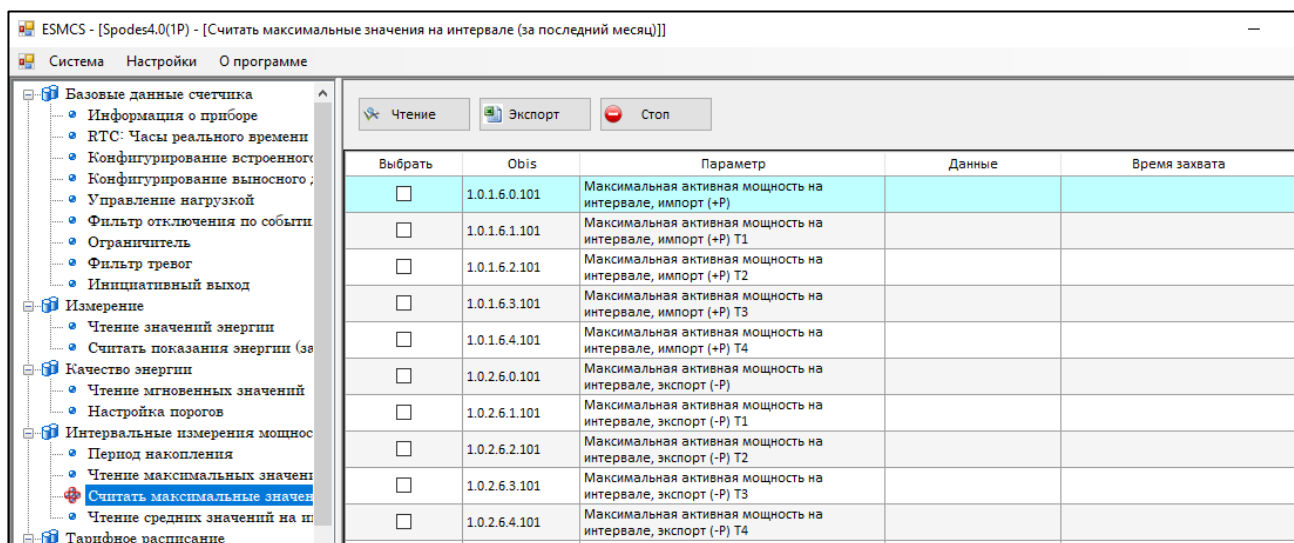 ESMCS - [Spodes4.0(1P) - [Считать максимальные значения на интервале (за последний месяц)]]
Система Настройки О программе
Базовые данные счетчика
Информация о приборе
RTC: Часы реального времени
Конфигурирование встроенног
Конфигурирование выносного
Управление нагрузкой
Фильтр отключения по событи
Ограничитель
Фильтр тревог
Инициативный выход
Измерение
Чтение значений энергии
Считать показания энергии (за
Качество энергии
Чтение мгновенных значений
Настройка порогов
Интервальные измерения мощнос
Период накопления
Чтение максимальных значени
Считать максимальные значен
Чтение средних значений на и
Тарифное расписание
Чтение Экспорт Стоп
Выбрать Obis Параметр Данные Время захвата
1.0.1.6.0.101 Максимальная активная мощность на
интервале, импорт (+P)
1.0.1.6.1.101 Максимальная активная мощность на
интервале, импорт (+P) T1
1.0.1.6.2.101 Максимальная активная мощность на
интервале, импорт (+P) T2
1.0.1.6.3.101 Максимальная активная мощность на
интервале, импорт (+P) T3
1.0.1.6.4.101 Максимальная активная мощность на
интервале, импорт (+P) T4
1.0.2.6.0.101 Максимальная активная мощность на
интервале, экспорт (-P)
1.0.2.6.1.101 Максимальная активная мощность на
интервале, экспорт (-P) T1
1.0.2.6.2.101 Максимальная активная мощность на
интервале, экспорт (-P) T2
1.0.2.6.3.101 Максимальная активная мощность на
интервале, экспорт (-P) T3
1.0.2.6.4.101 Максимальная активная мощность на
интервале, экспорт (-P) T4